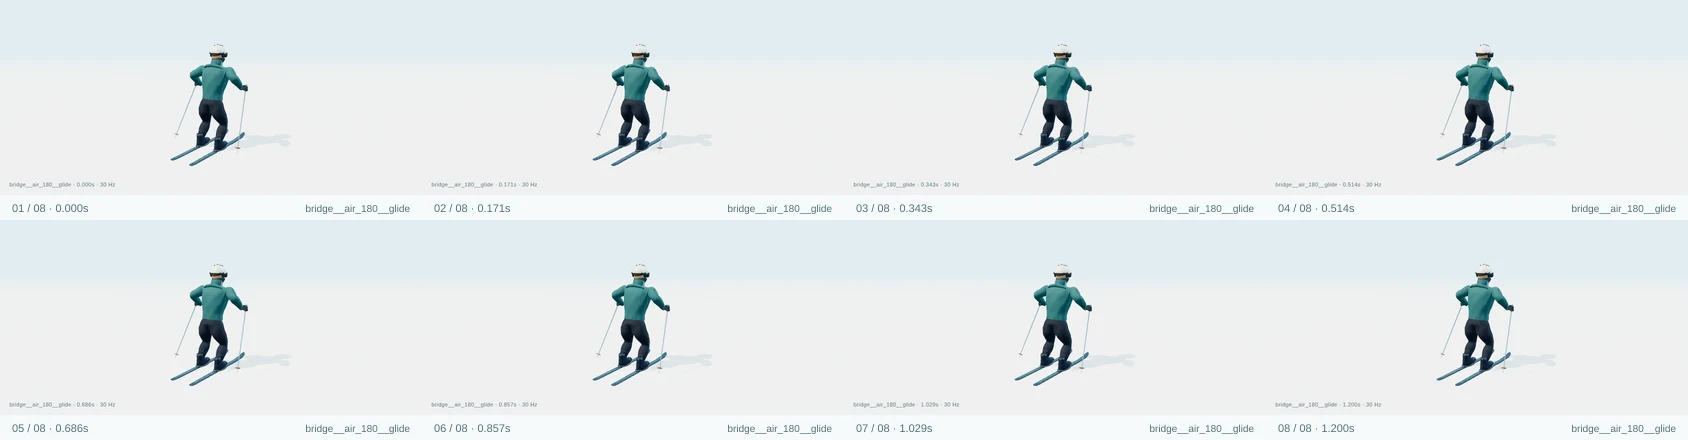 bridge__air_180__glide · 0.000s · 30 Hz
01 / 08 · 0.000s
bridge__air_180__glide
bridge__air_180__glide · 0.171s · 30 Hz
02 / 08 · 0.171s
bridge__air_180__glide
bridge__air_180__glide · 0.343s · 30 Hz
03 / 08 · 0.343s
bridge__air_180__glide
bridge__air_180__glide · 0.514s · 30 Hz
04 / 08 · 0.514s
bridge__air_180__glide
bridge__air_180__glide · 0.686s · 30 Hz
05 / 08 · 0.686s
bridge__air_180__glide
bridge__air_180__glide · 0.857s · 30 Hz
06 / 08 · 0.857s
bridge__air_180__glide
bridge__air_180__glide · 1.029s · 30 Hz
07 / 08 · 1.029s
bridge__air_180__glide
bridge__air_180__glide · 1.200s · 30 Hz
08 / 08 · 1.200s
bridge__air_180__glide